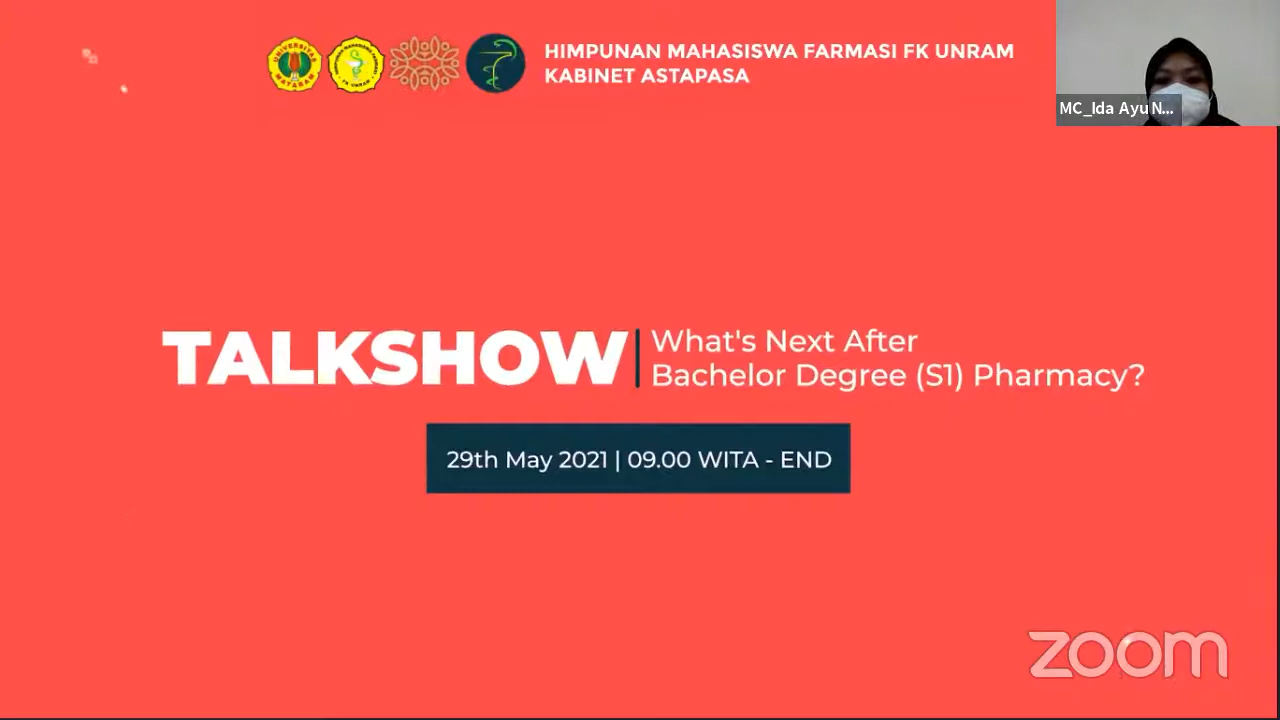 HIMPUNAN MAHASISWA FARMASI FK UNRAM
KABINET ASTAPASA
MC_Ida Ayu N...
TALKSHOW
What's Next After
Bachelor Degree (S1) Pharmacy?
29th May 2021 | 09.00 WITA - END
zoom